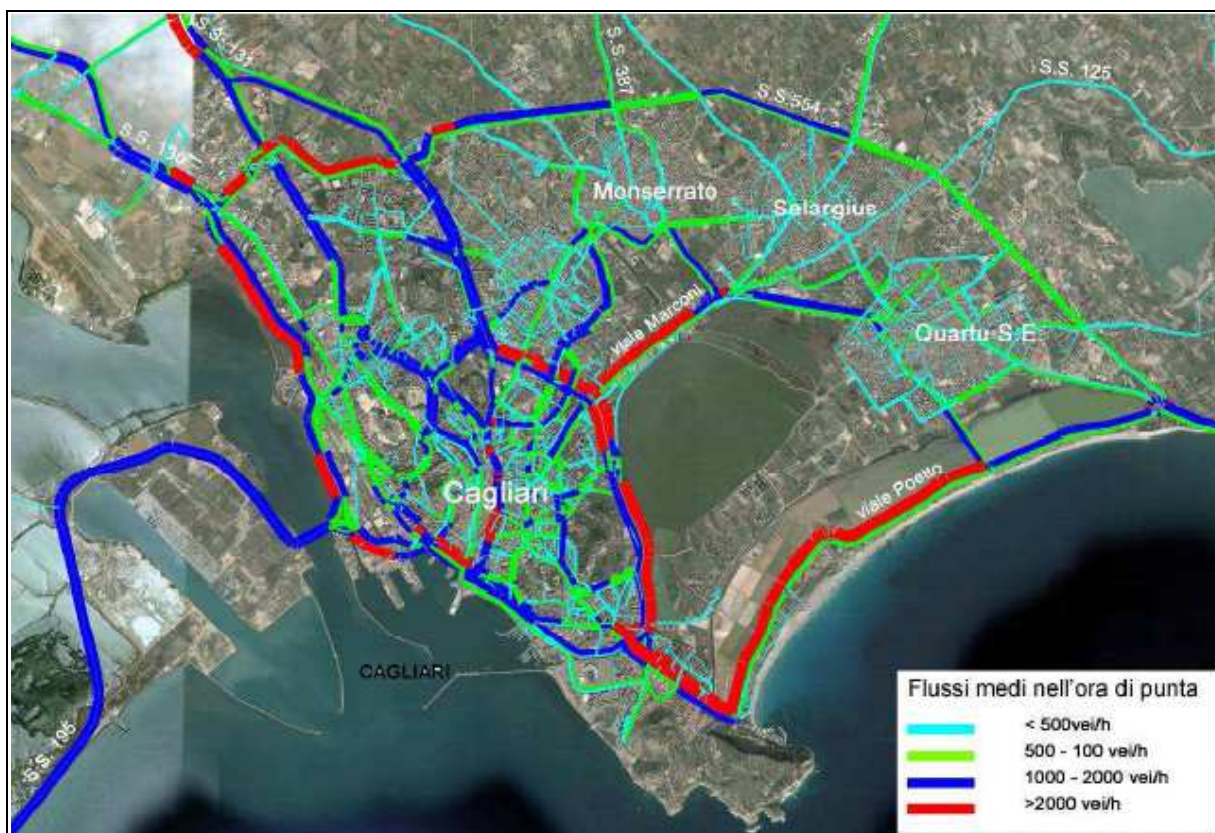 S.S. 131
S.S. 387
S.S. 125
S.S.554
S.S. 130
Monserrato
Selargius
viale Marconi
Quartu S.E.
Cagliari
viale Poetto
CAGLIARI
S.S. 195
Flussi medi nell'ora di punta
< 500vei/h
500 - 100 vei/h
1000 - 2000 vei/h
>2000 vei/h